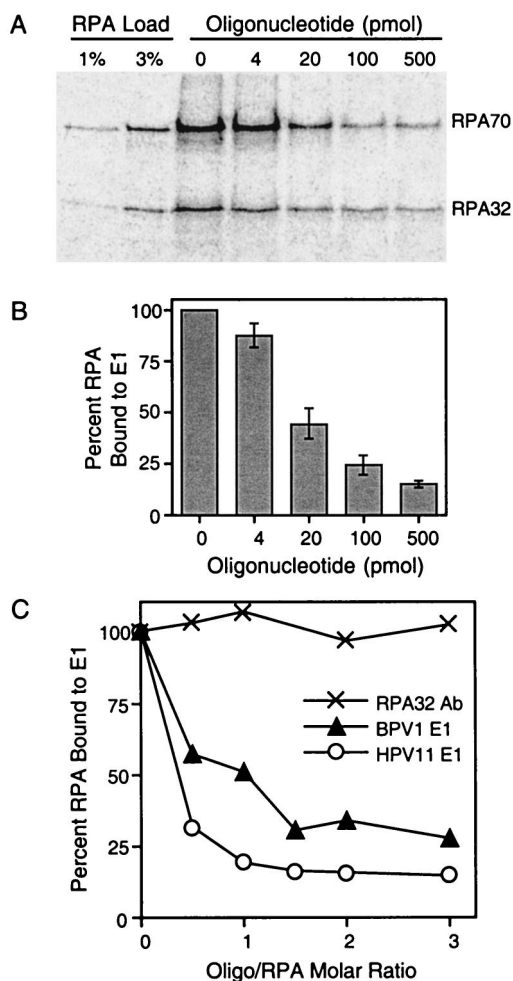 A
RPA Load Oligonucleotide (pmol)
1% 3% 0 4 20 100 500
RPA70
RPA32
B
100
75
50
25
0
Percent RPA
Bound to E1
0 4 20 100 500
Oligonucleotide (pmol)
C
100
75
50
25
0
Percent RPA Bound to E1
RPA32 Ab
BPV1 E1
HPV11 E1
0 1 2 3
Oligo/RPA Molar Ratio